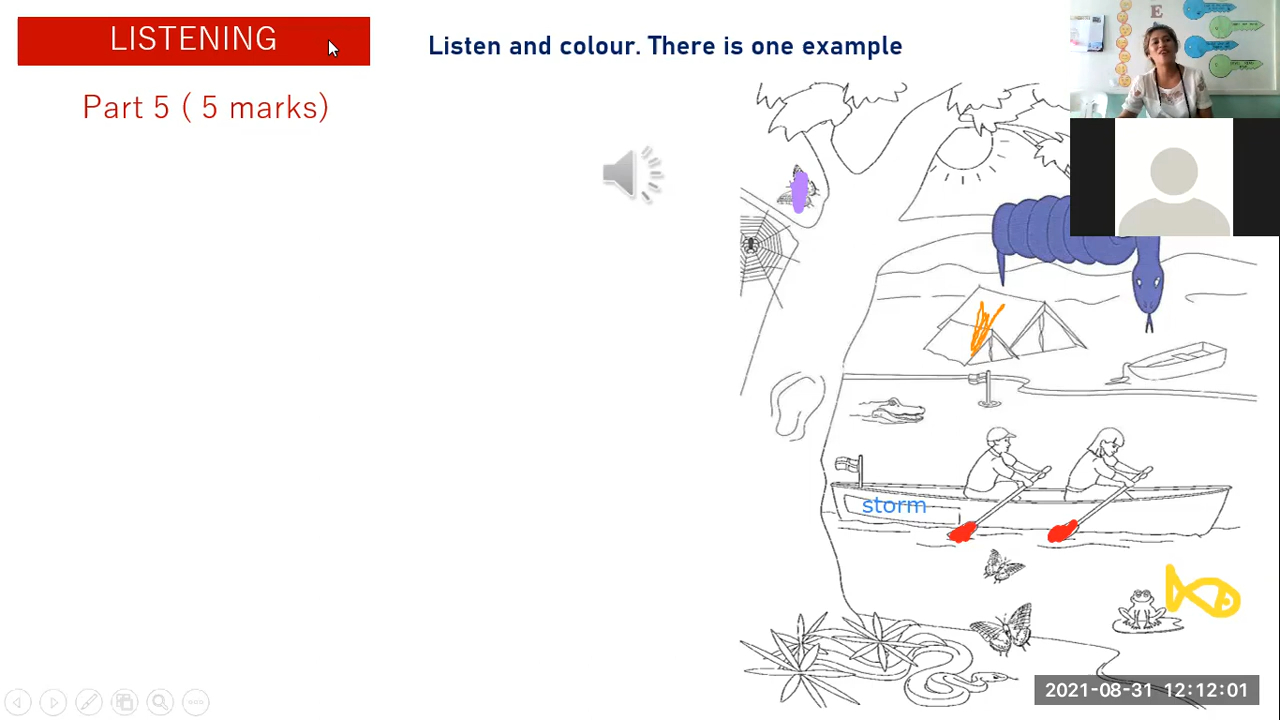 LISTENING
Listen and colour. There is one example
Part 5 ( 5 marks)
E
storm
2021-08-31 12:12:01